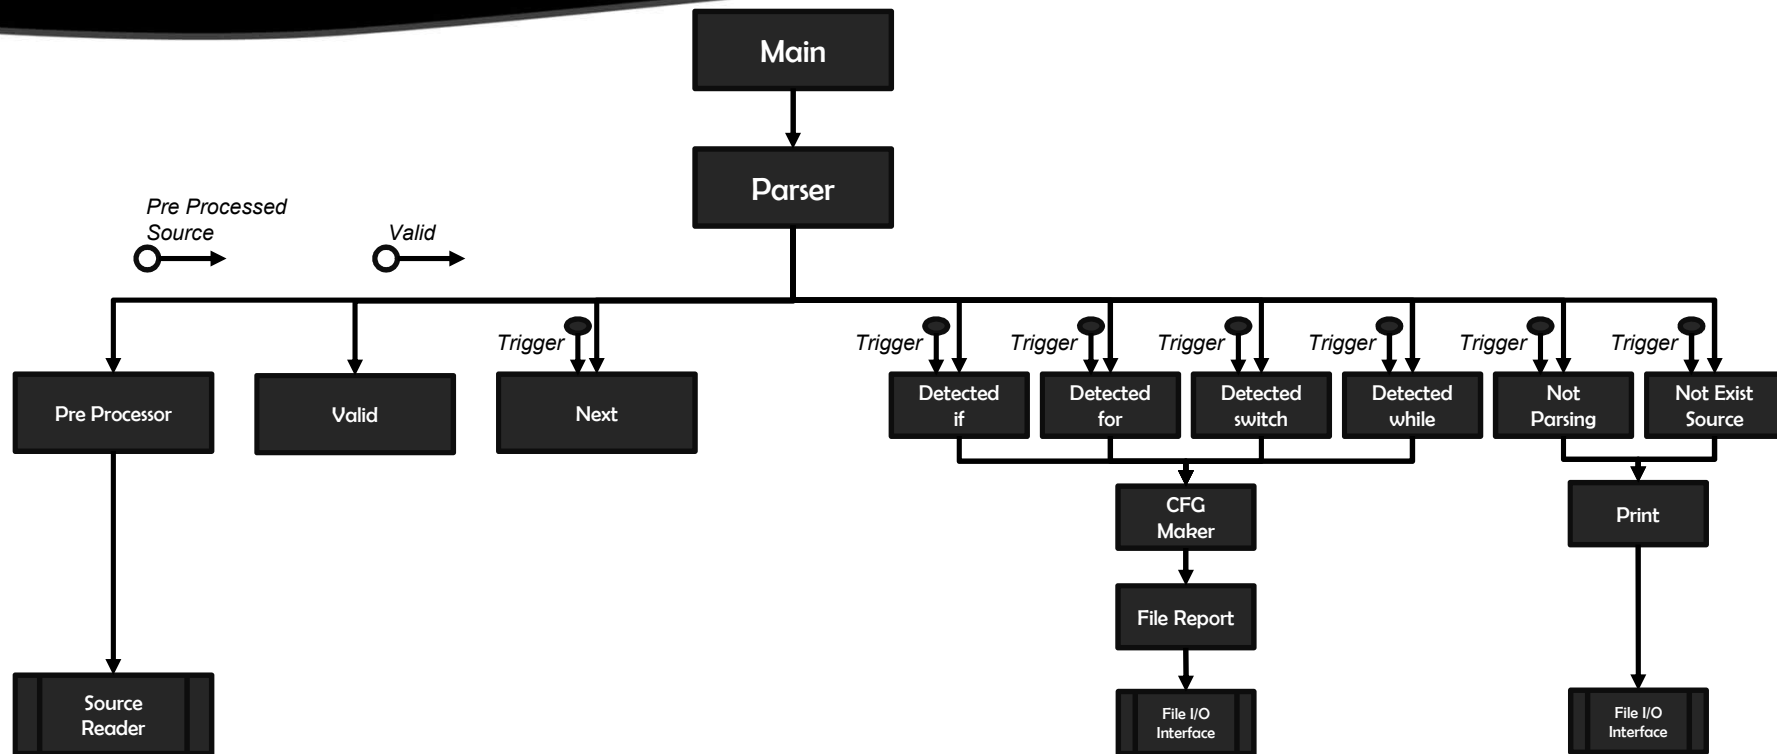 Main
Parser
Pre Processed
Source
Valid
Trigger
Trigger
Trigger
Trigger
Trigger
Trigger
Trigger
Pre Processor
Valid
Next
Detected
if
Detected
for
Detected
switch
Detected
while
Not
Parsing
Not Exist
Source
CFG
Maker
Print
File Report
Source
Reader
File I/O
Interface
File I/O
Interface